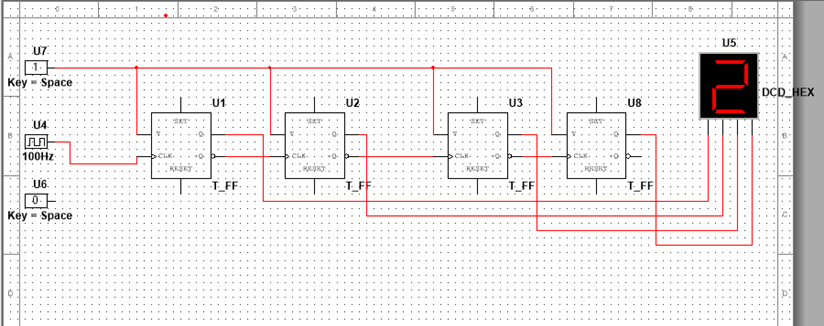 0 1 2 3 4 5 6 8
A
U7
1
Key = Space
U5
2
DCD_HEX
A
U1 U2 U3 U8
B
U4
100Hz
SET SET SET SET
T Q T Q T Q T Q
CLK ~Q CLK ~Q CLK ~Q CLK ~Q
RESET RESET RESET RESET
B
U6
0
Key = Space
T_FF T_FF T_FF T_FF
C
C
D
D